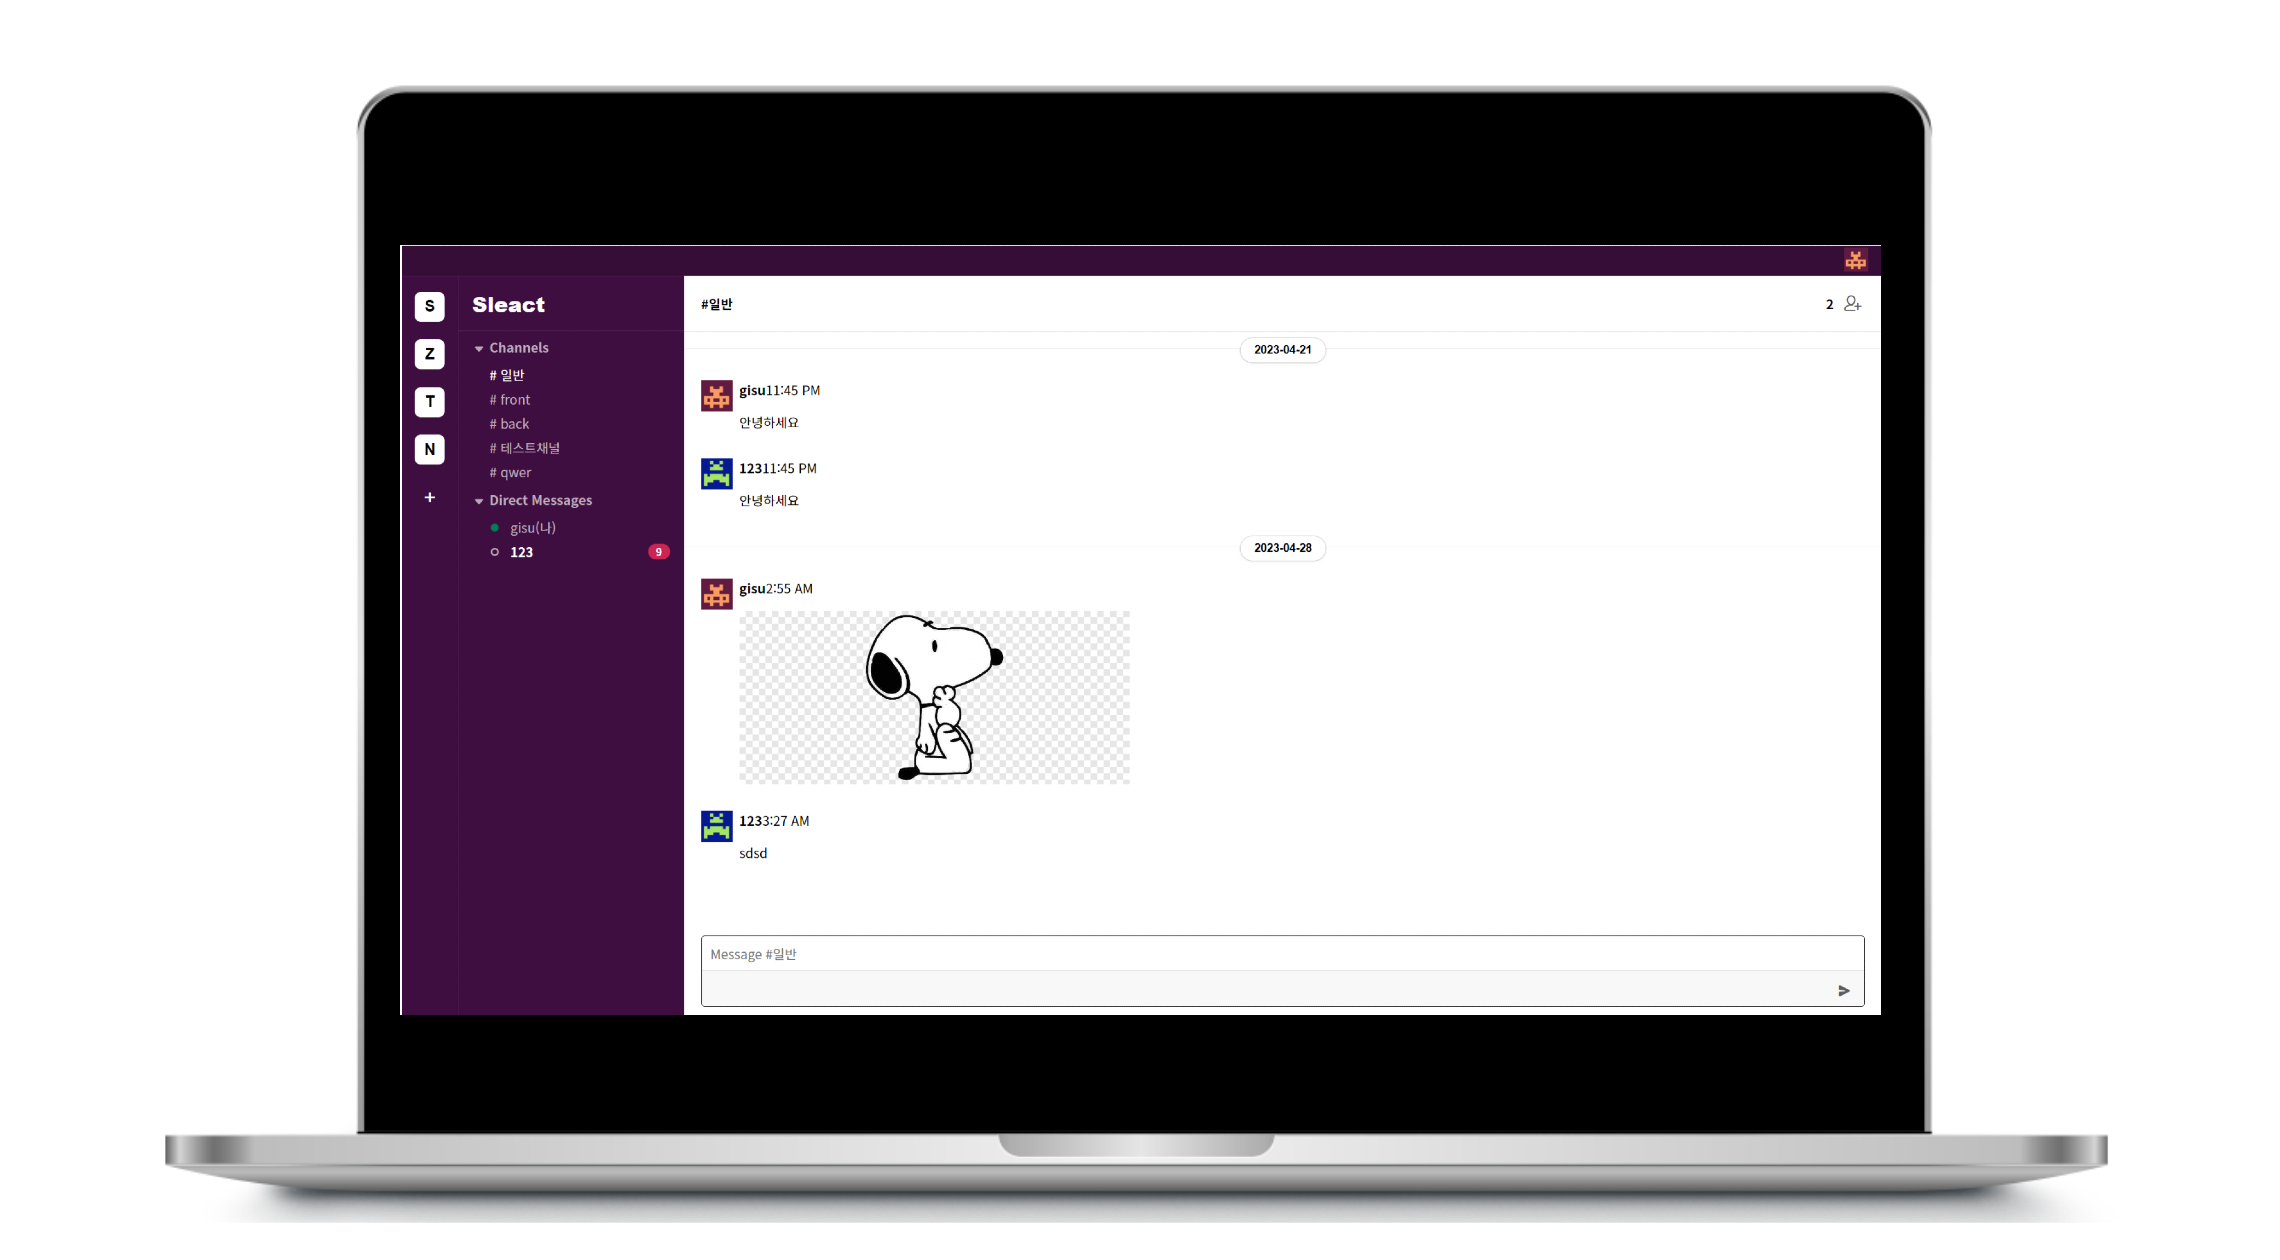 S
Z
T
N
+
Sleact
Channels
# 일반
# front
# back
# 테스트채널
# qwer
Direct Messages
gisu(나)
123 9
#일반
2
2023-04-21
gisu11:45 PM
안녕하세요
12311:45 PM
안녕하세요
2023-04-28
gisu2:55 AM
1233:27 AM
sdsd
Message #일반